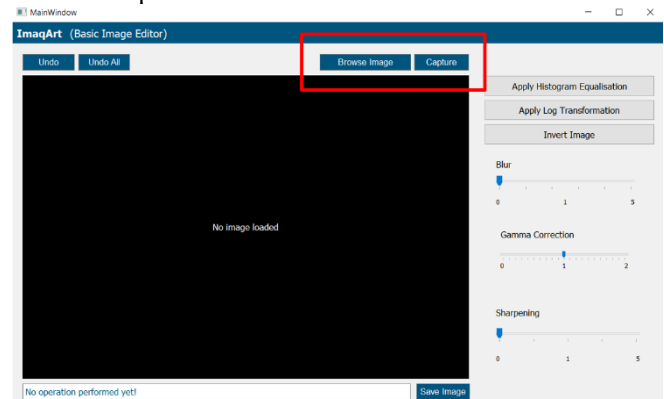 MainWindow
ImaqArt (Basic Image Editor)
Undo Undo All Browse Image Capture
Apply Histogram Equalisation
Apply Log Transformation
Invert Image
Blur
0 1 5
No image loaded
Gamma Correction
0 1 2
Sharpening
0 1 5
No operation performed yet! Save Image